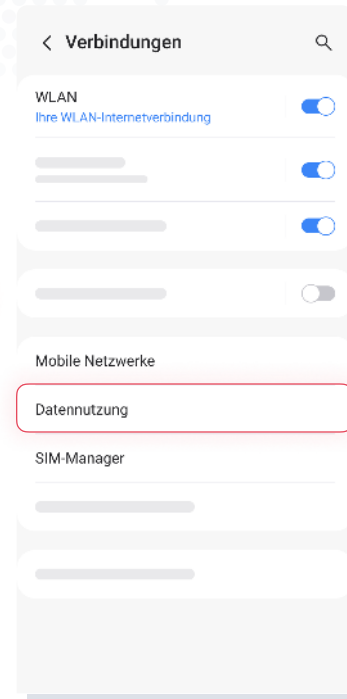 Verbindungen
WLAN
Ihre WLAN-Internetverbindung
Mobile Netzwerke
Datennutzung
SIM-Manager